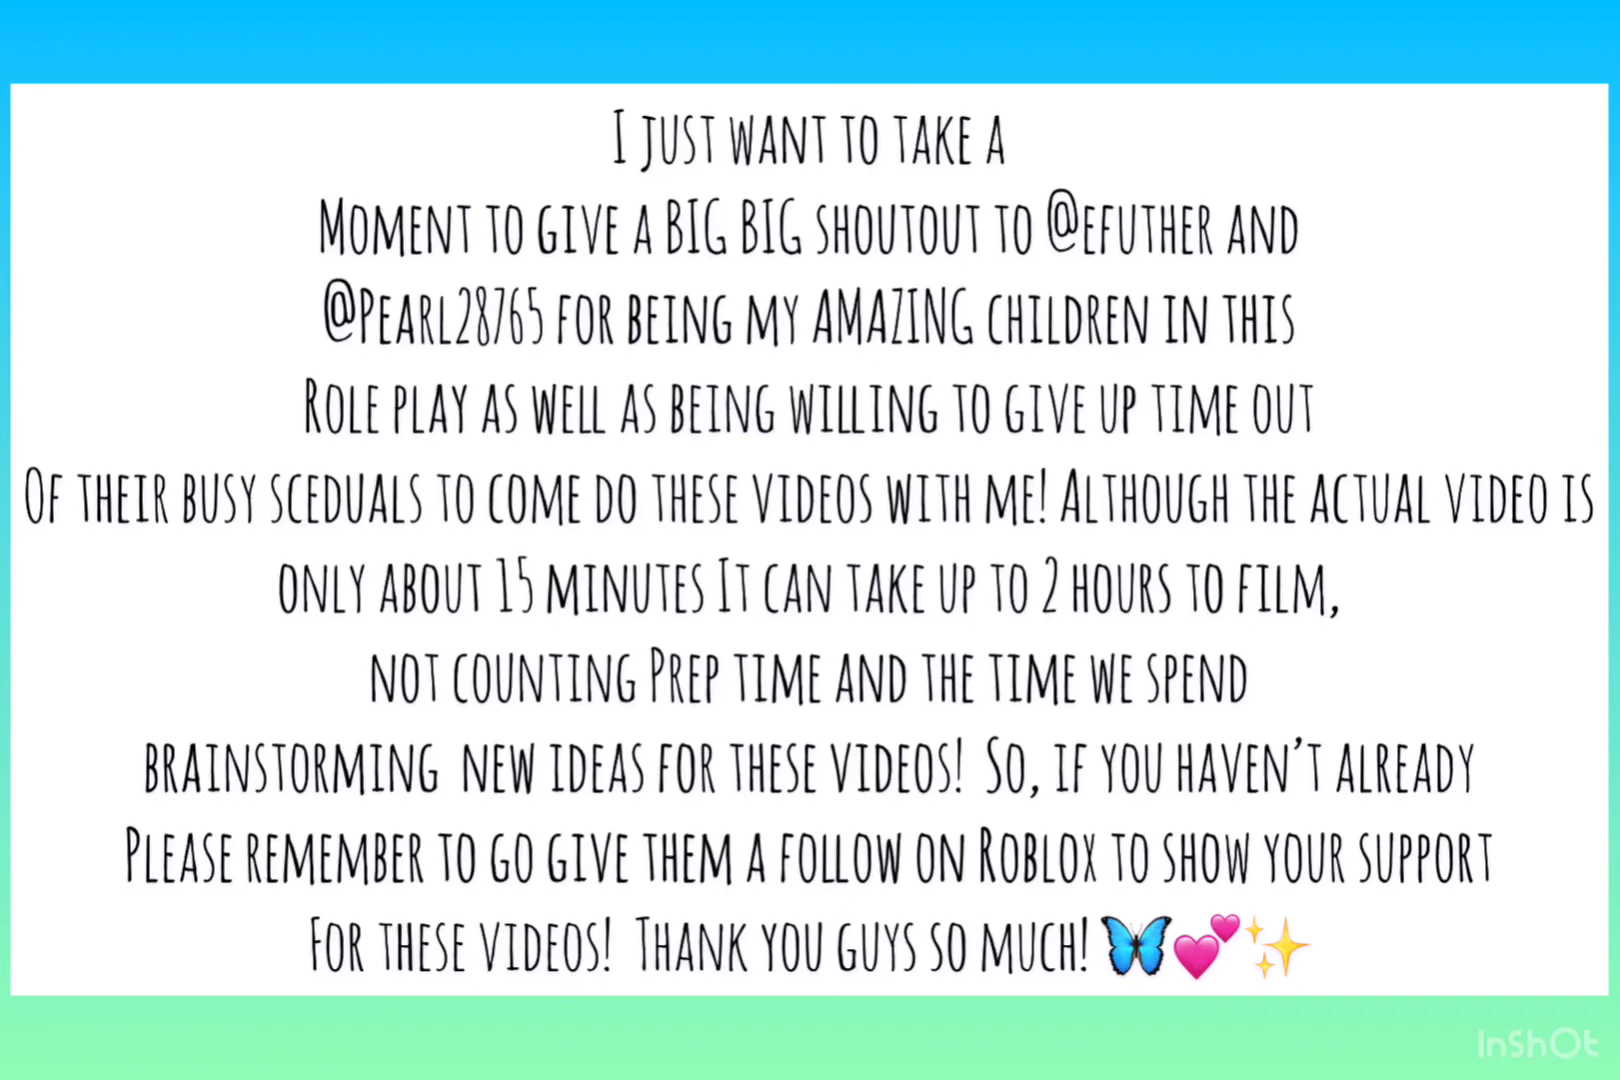 I just want to take a
Moment to give a BIG BIG shoutout to @efuther and
@Pearl28765 for being my AMAZING children in this
Role play as well as being willing to give up time out
Of their busy sceduals to come do these videos with me! Although the actual video is
only about 15 minutes It can take up to 2 hours to film,
not counting Prep time and the time we spend
brainstorming new ideas for these videos! So, if you haven’t already
Please remember to go give them a follow on Roblox to show your support
For these videos! Thank you guys so much! 🦋💕✨
InShOt